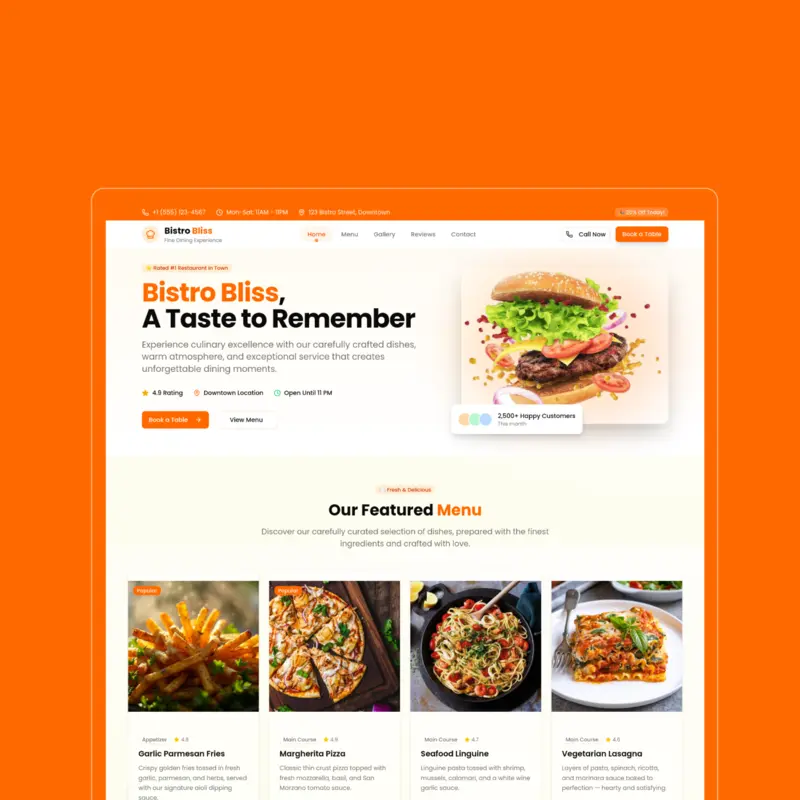 +1 (555) 123-4567 Mon-Sat: 11AM - 11PM 123 Bistro Street, Downtown 20% Off Today!
Bistro Bliss
Fine Dining Experience
Home Menu Gallery Reviews Contact
Call Now Book a Table
Rated #1 Restaurant in Town
Bistro Bliss,
A Taste to Remember
Experience culinary excellence with our carefully crafted dishes,
warm atmosphere, and exceptional service that creates
unforgettable dining moments.
4.9 Rating Downtown Location Open Until 11 PM
Book a Table View Menu
2,500+ Happy Customers
This month
Fresh & Delicious
Our Featured Menu
Discover our carefully curated selection of dishes, prepared with the finest
ingredients and crafted with love.
Popular
Popular
Appetizer 4.8
Garlic Parmesan Fries
Crispy golden fries tossed in fresh
garlic, parmesan, and herbs, served
with our signature aioli dipping
sauce.
Main Course 4.9
Margherita Pizza
Classic thin crust pizza topped with
fresh mozzarella, basil, and San
Marzano tomato sauce.
Main Course 4.7
Seafood Linguine
Linguine pasta tossed with shrimp,
mussels, calamari, and a white wine
garlic sauce.
Main Course
Vegetarian Lasagna
Layers of pasta, spinach, ricotta,
and marinara sauce baked to
perfection — hearty and satisfying